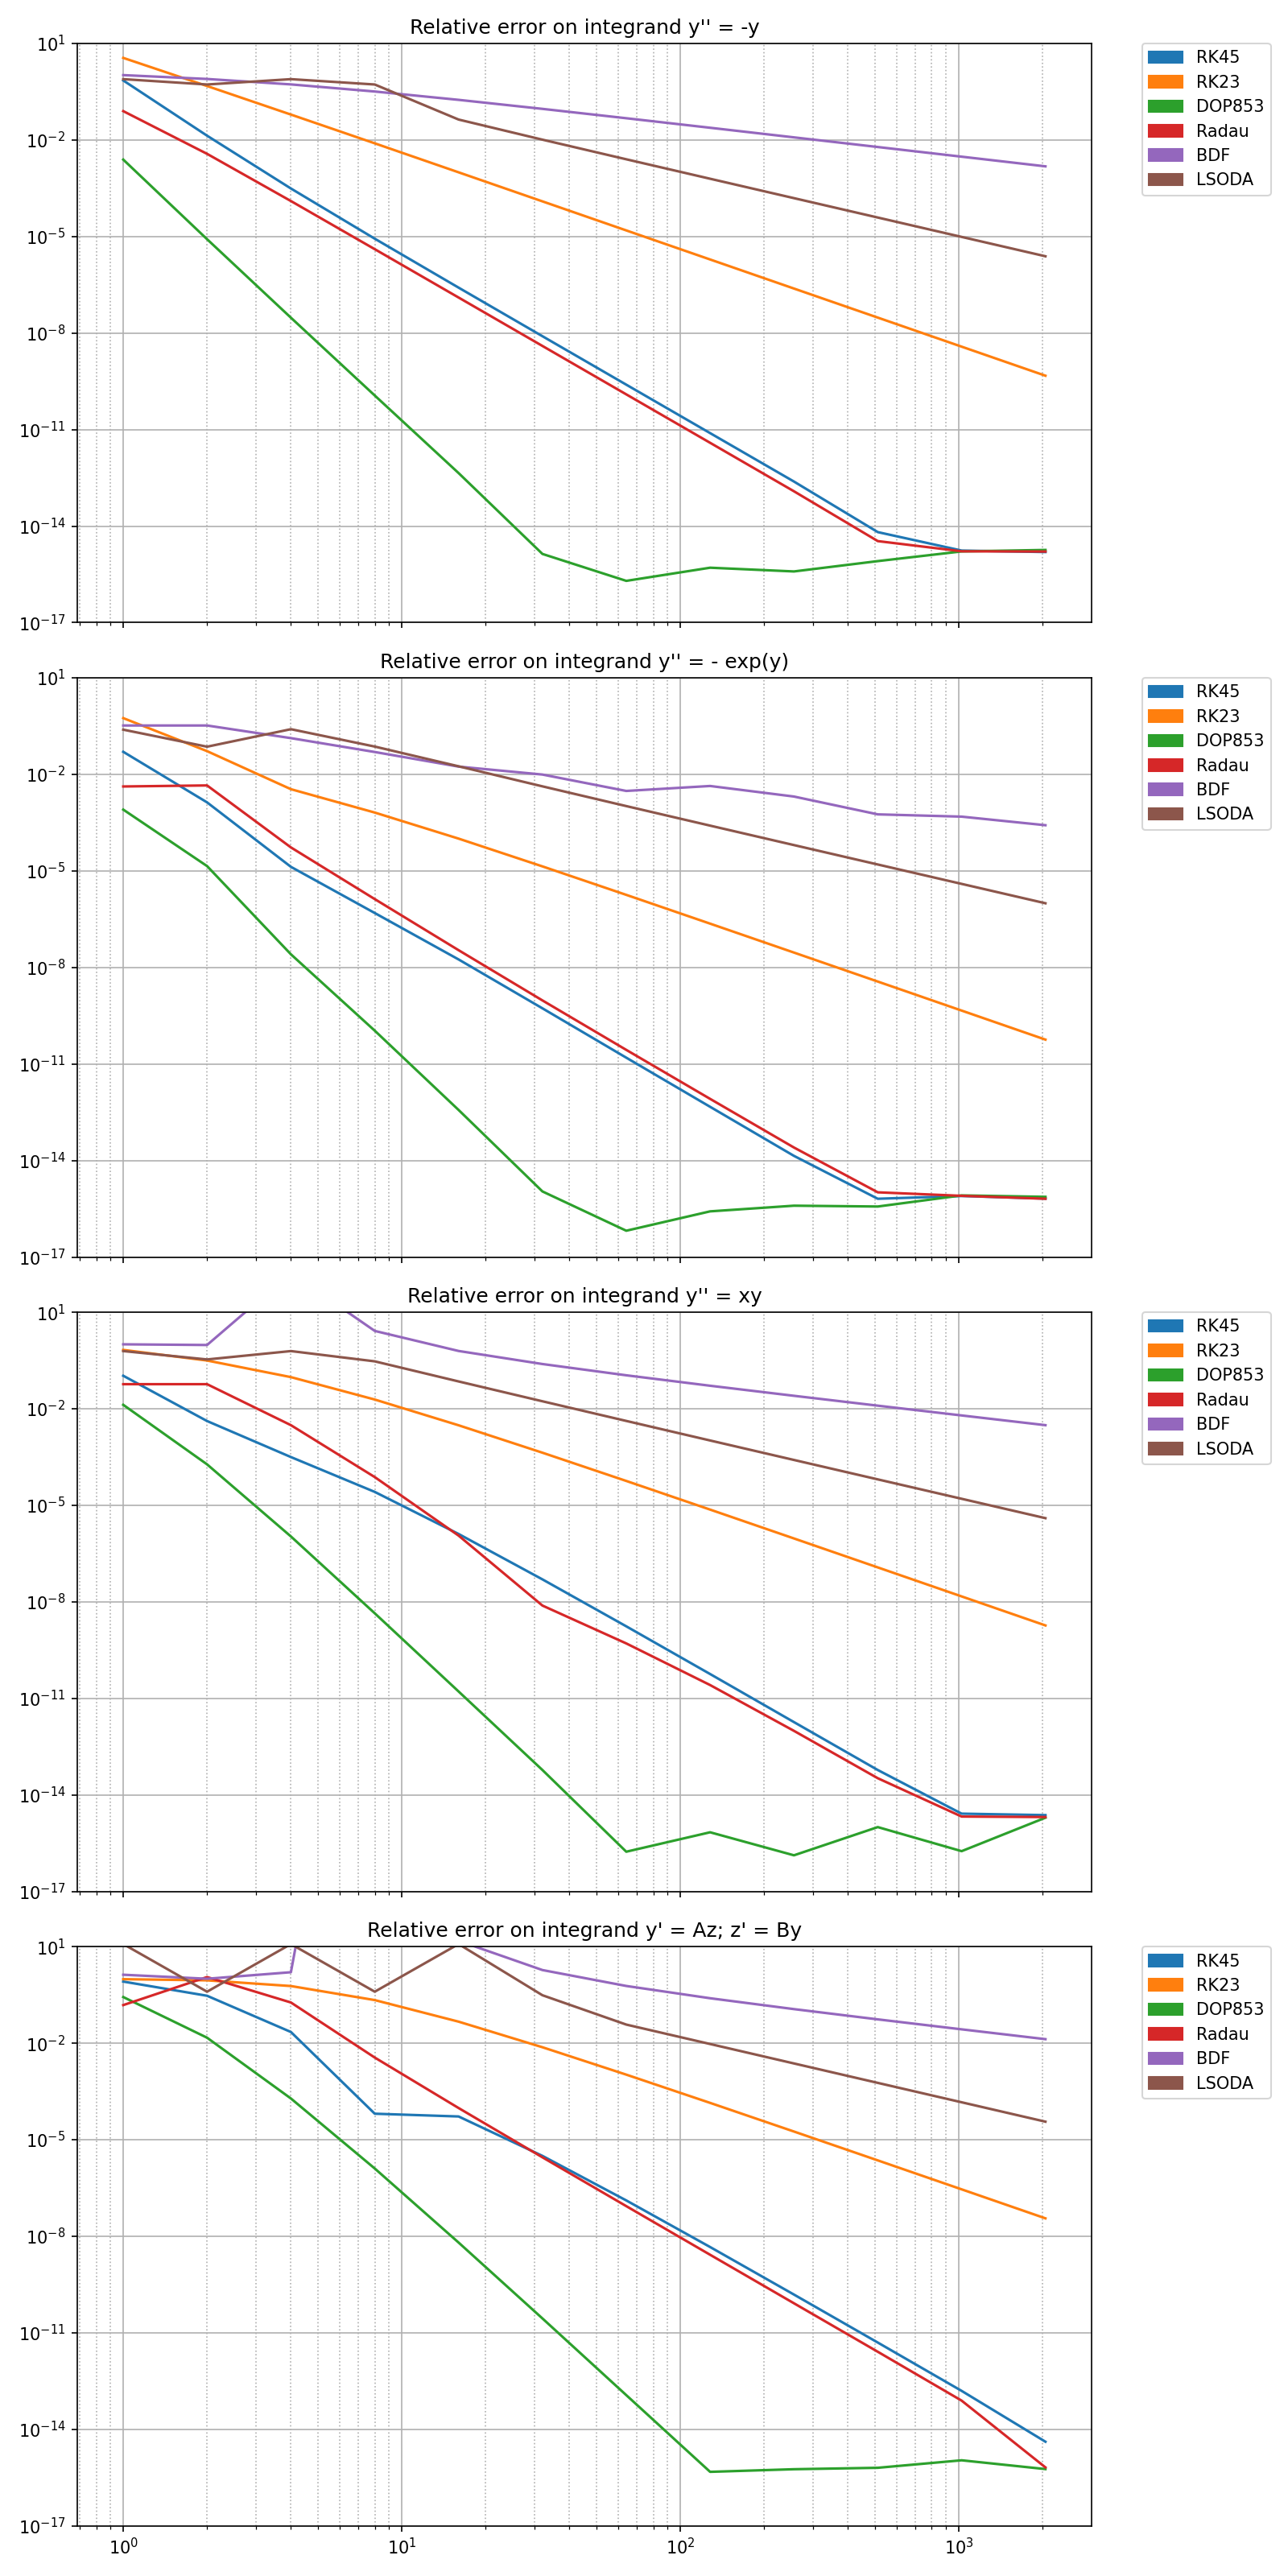 Relative error on integrand y'' = -y
10^1
10^-2
10^-5
10^-8
10^-11
10^-14
10^-17
RK45
RK23
DOP853
Radau
BDF
LSODA
Relative error on integrand y'' = - exp(y)
10^1
10^-2
10^-5
10^-8
10^-11
10^-14
10^-17
RK45
RK23
DOP853
Radau
BDF
LSODA
Relative error on integrand y'' = xy
10^1
10^-2
10^-5
10^-8
10^-11
10^-14
10^-17
RK45
RK23
DOP853
Radau
BDF
LSODA
Relative error on integrand y' = Az; z' = By
10^1
10^-2
10^-5
10^-8
10^-11
10^-14
10^-17
10^0 10^1 10^2 10^3
RK45
RK23
DOP853
Radau
BDF
LSODA